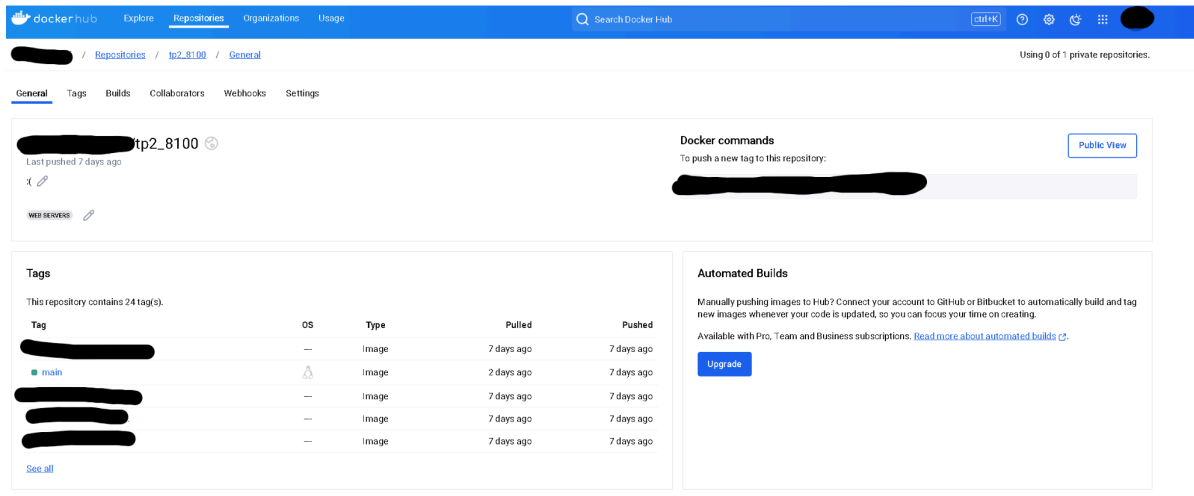 dockerhub Explore Repositories Organizations Usage Search Docker Hub ctrl+K
/ Repositories / tp2_8100 / General Using 0 of 1 private repositories.
General Tags Builds Collaborators Webhooks Settings
/tp2_8100
Last pushed 7 days ago
:(
WEB SERVERS
Docker commands
Public View
To push a new tag to this repository:
Tags
This repository contains 24 tag(s).
Tag OS Type Pulled Pushed
--- Image 7 days ago 7 days ago
main Image 2 days ago 7 days ago
--- Image 7 days ago 7 days ago
--- Image 7 days ago 7 days ago
--- Image 7 days ago 7 days ago
See all
Automated Builds
Manually pushing images to Hub? Connect your account to GitHub or Bitbucket to automatically build and tag
new images whenever your code is updated, so you can focus your time on creating.
Available with Pro, Team and Business subscriptions. Read more about automated builds.
Upgrade